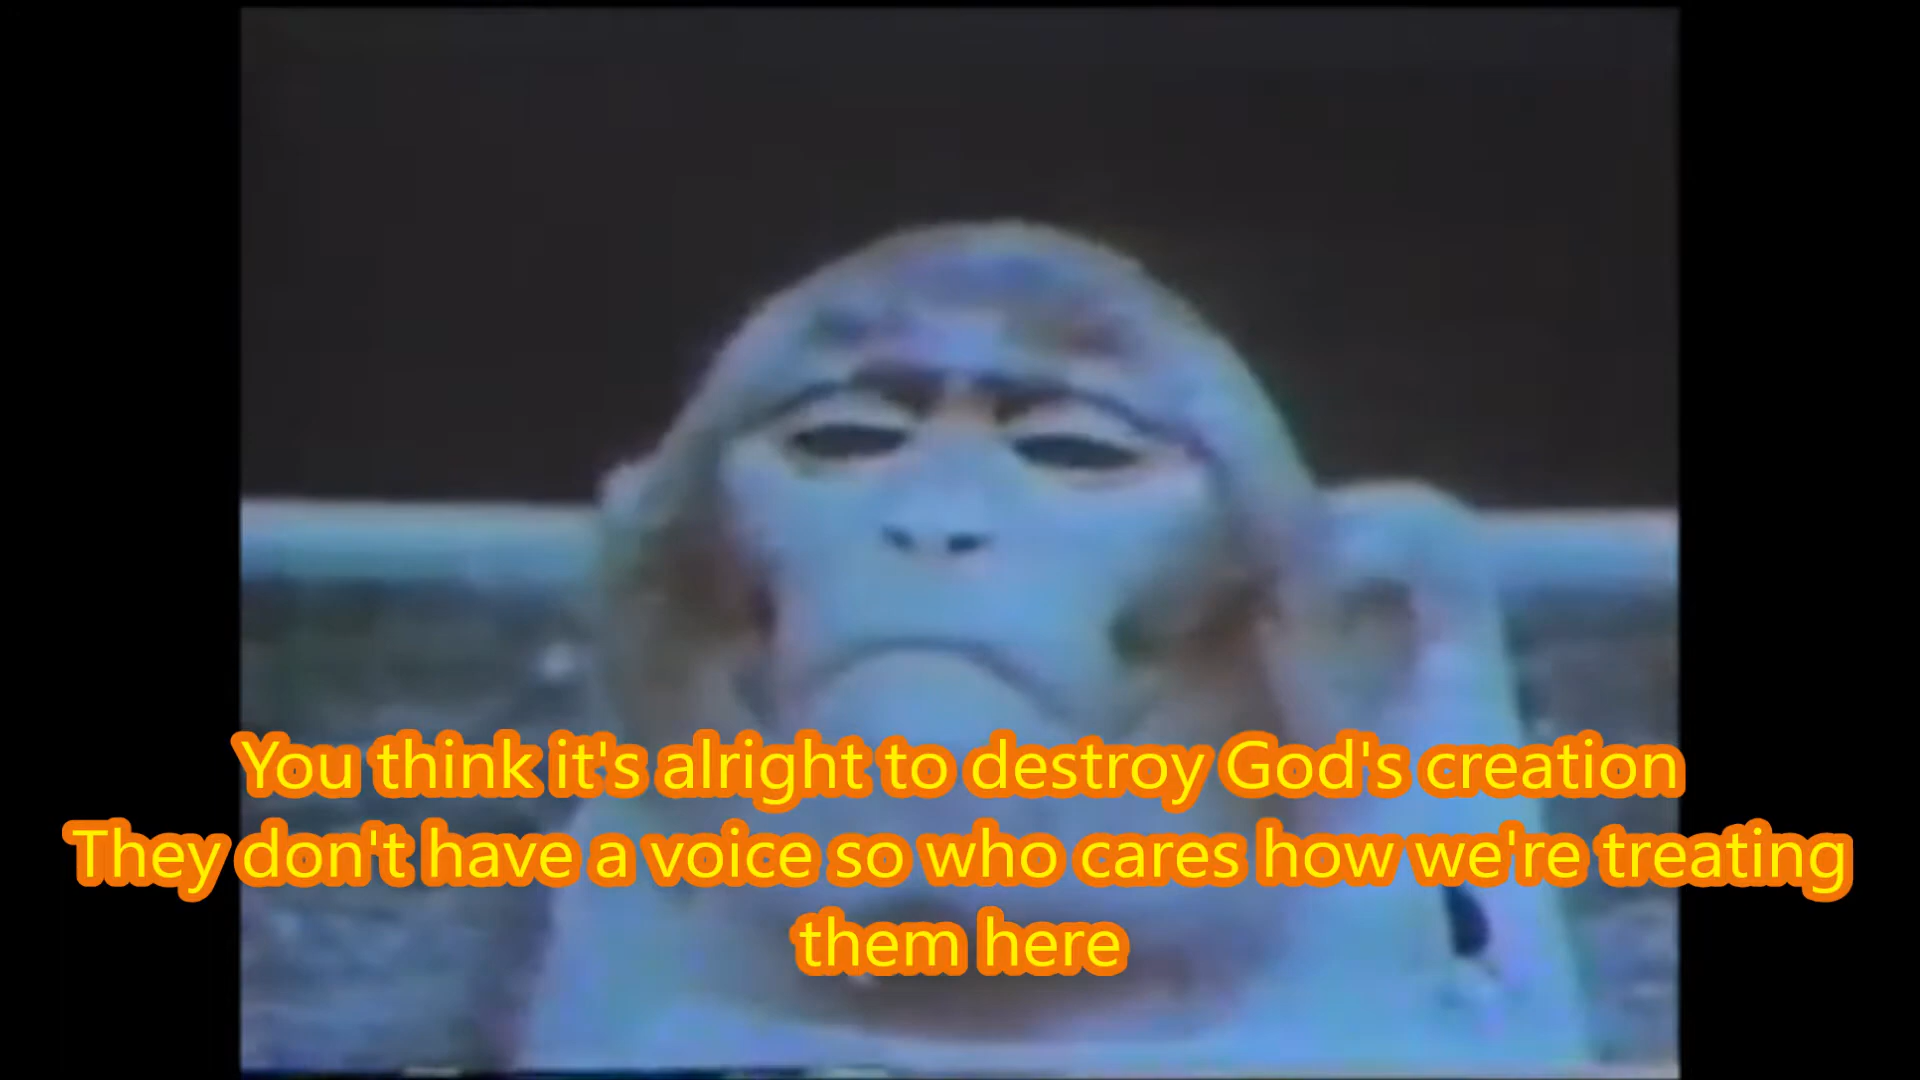 You think it's alright to destroy God's creation
They don't have a voice so who cares how we're treating
them here